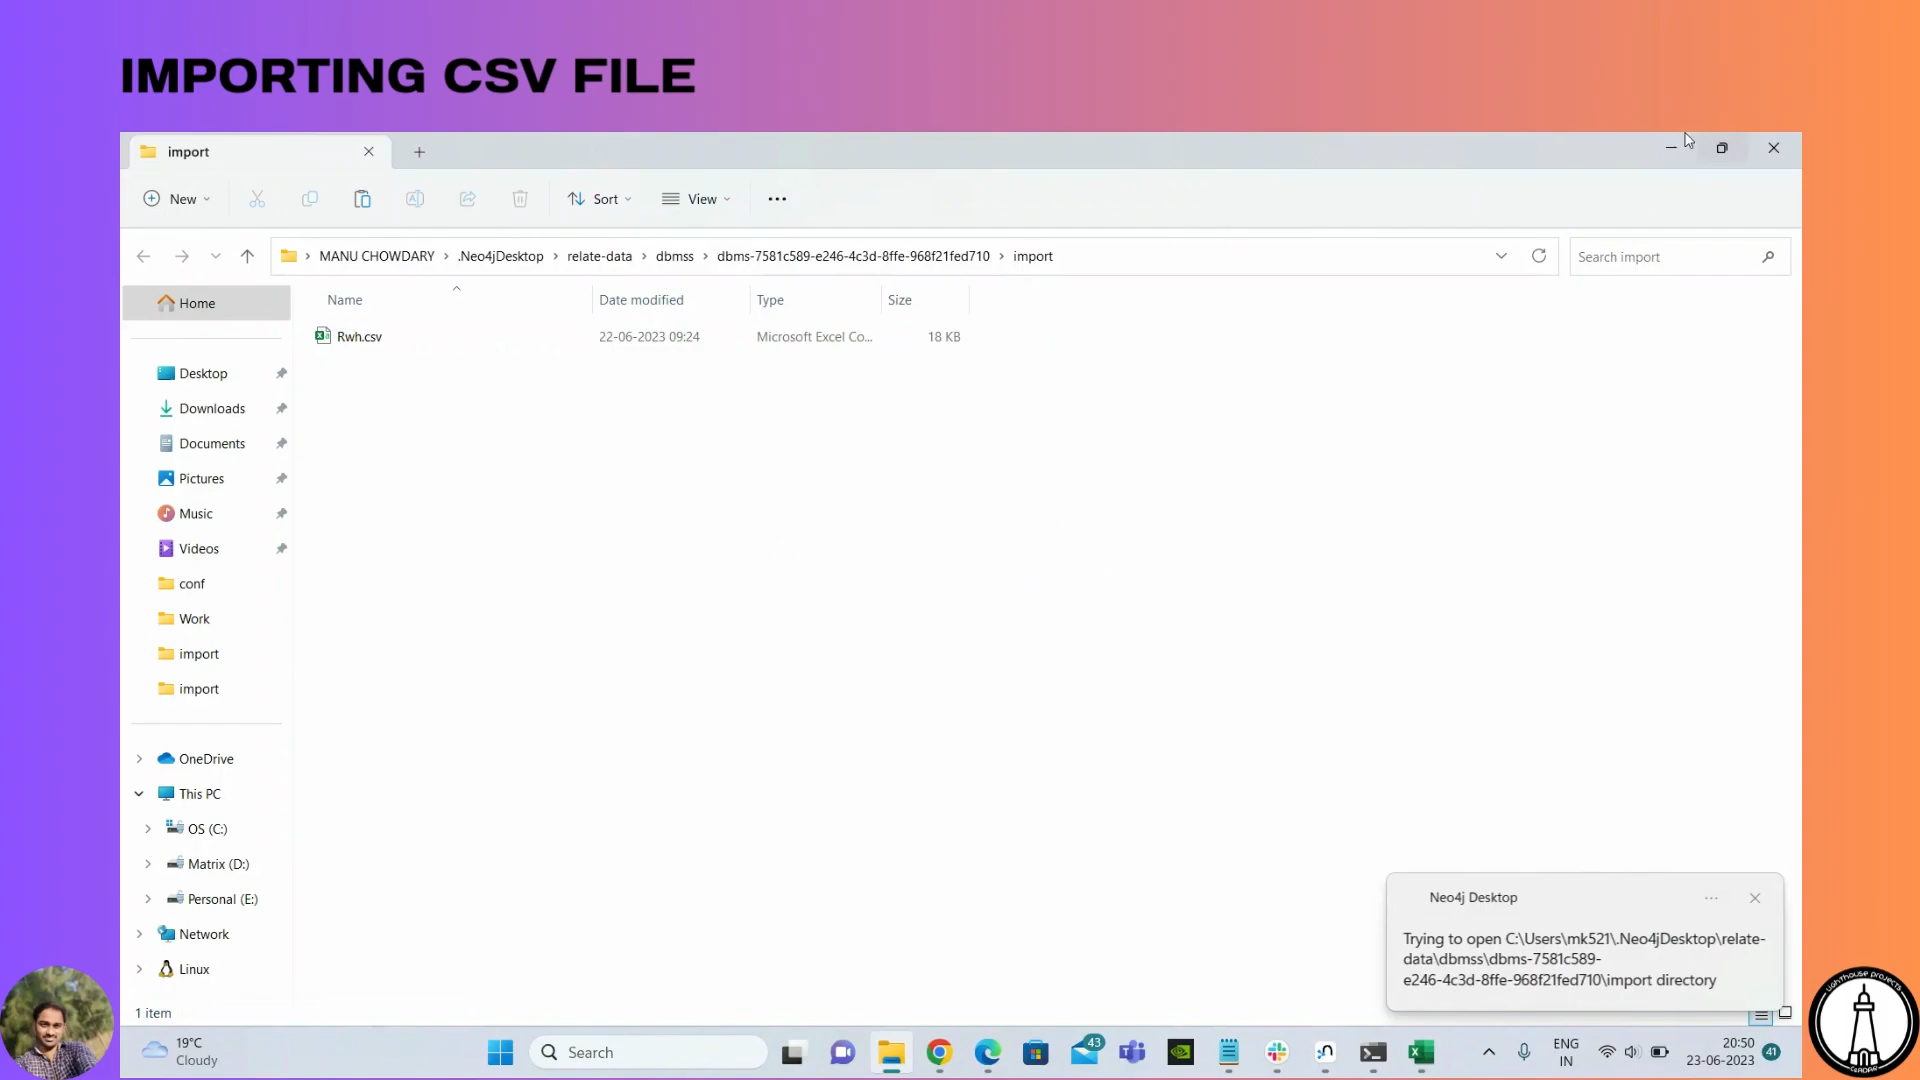 IMPORTING CSV FILE
import
New
Sort
View
MANU CHOWDARY > .Neo4jDesktop > relate-data > dbmss > dbms-7581c589-e246-4c3d-8ffe-968f21fed710 > import
Search import
Name Date modified Type Size
Rwh.csv 22-06-2023 09:24 Microsoft Excel Co... 18 KB
Home
Desktop
Downloads
Documents
Pictures
Music
Videos
conf
Work
import
import
OneDrive
This PC
OS (C:)
Matrix (D:)
Personal (E:)
Network
Linux
1 item
Neo4j Desktop
Trying to open C:\Users\mk521\.Neo4jDesktop\relate-
data\dbmss\dbms-7581c589-
e246-4c3d-8ffe-968f21fed710\import directory
19°C
Cloudy
Search
43
ENG
IN
20:50
23-06-2023
41
LIGHTHOUSE PROJECTS
CeADAR